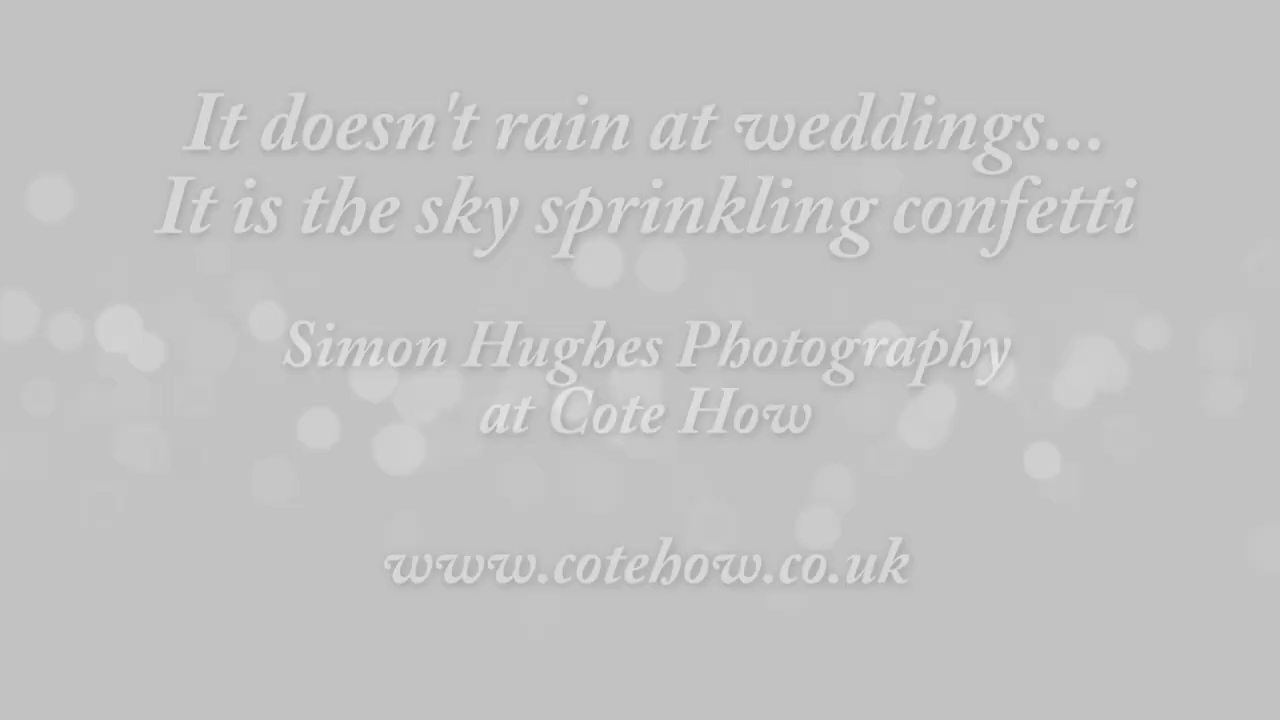 It doesn't rain at weddings...
It is the sky sprinkling confetti
Simon Hughes Photography
at Cote How
www.cotehow.co.uk